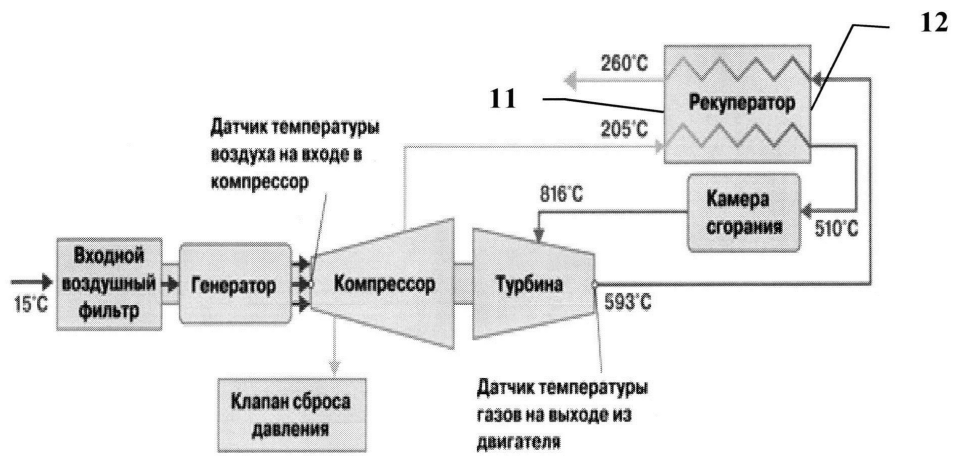 12
260°C
Рекуператор
11
205°C
Датчик температуры
воздуха на входе в
компрессор
816°C
Камера
сгорания
510°C
Входной
воздушный
фильтр
15°C
Генератор
Компрессор
Турбина
593°C
Клапан сброса
давления
Датчик температуры
газов на выходе из
двигателя